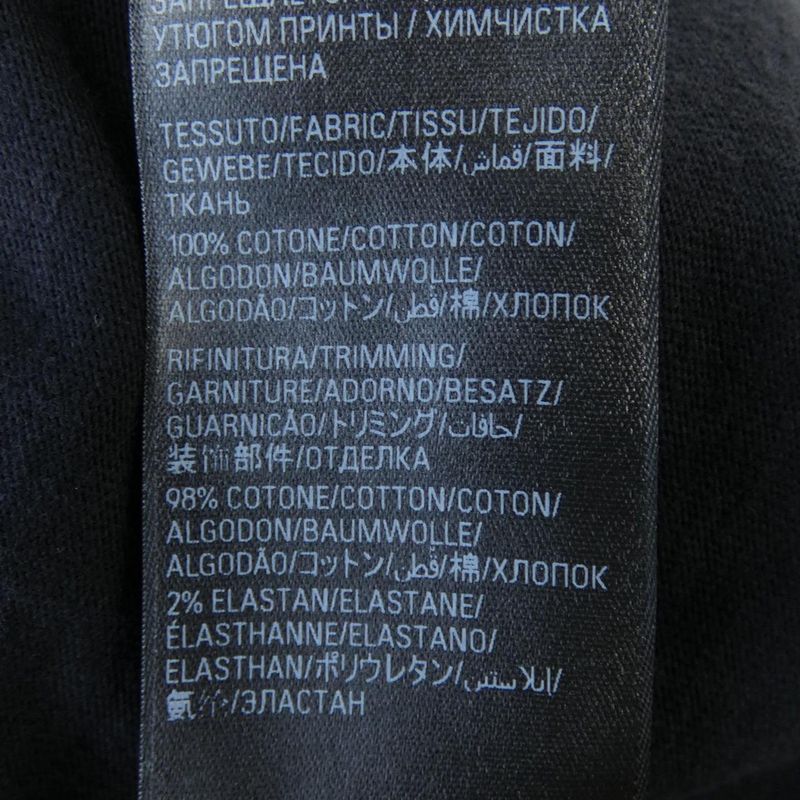 УТЮГОМ ПРИНТЫ / ХИМЧИСТКА
ЗАПРЕЩЕНА
TESSUTO/FABRIC/TISSU/TEJIDO/
GEWEBE/TECIDO/本体/قماش/面料/
ТКАНЬ
100% COTONE/COTTON/COTON/
ALGODON/BAUMWOLLE/
ALGODÃO/コットン/قطن/棉/ХЛОПОК
RIFINITURA/TRIMMING/
GARNITURE/ADORNO/BESATZ/
GUARNICÃO/トリミング/حافات/
装饰部件/ОТДЕЛКА
98% COTONE/COTTON/COTON/
ALGODON/BAUMWOLLE/
ALGODÃO/コットン/قطن/棉/ХЛОПОК
2% ELASTAN/ELASTANE/
ÉLASTHANNE/ELASTANO/
ELASTHAN/ポリウレタン/إيلاستين/
氨纶/ЭЛАСТАН